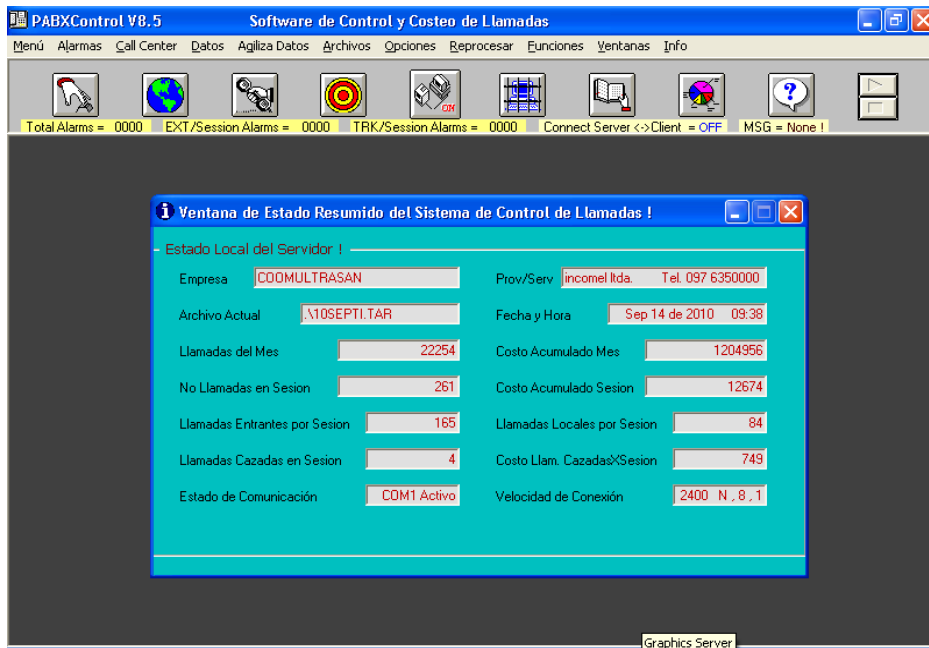 PABXControl V8.5 Software de Control y Costeo de Llamadas
Menú Alarmas Call Center Datos Agiliza Datos Archivos Opciones Reprocesar Funciones Ventanas Info
ON
Total Alarms = 0000 EXT/Session Alarms = 0000 TRK/Session Alarms = 0000 Connect Server <->Client = OFF MSG = None !
Ventana de Estado Resumido del Sistema de Control de Llamadas !
Estado Local del Servidor !
Empresa COOMULTRASAN Prov/Serv incomel ltda. Tel. 097 6350000
Archivo Actual .\10SEPTI.TAR Fecha y Hora Sep 14 de 2010 09:38
Llamadas del Mes 22254 Costo Acumulado Mes 1204956
No Llamadas en Sesion 261 Costo Acumulado Sesion 12674
Llamadas Entrantes por Sesion 165 Llamadas Locales por Sesion 84
Llamadas Cazadas en Sesion 4 Costo Llam. CazadasXSesion 749
Estado de Comunicación COM1 Activo Velocidad de Conexión 2400 N , 8 , 1
Graphics Server